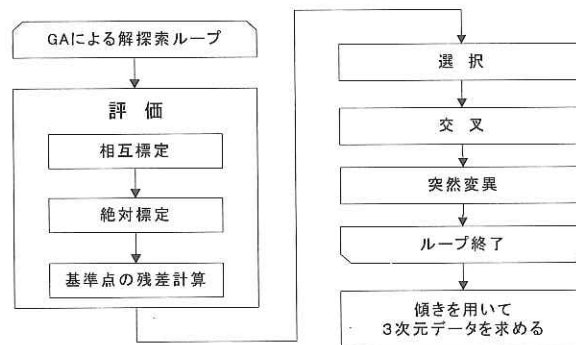 GAによる解探索ループ
評 価
相互標定
絶対標定
基準点の残差計算
選 択
交 叉
突然変異
ループ終了
傾きを用いて
3次元データを求める